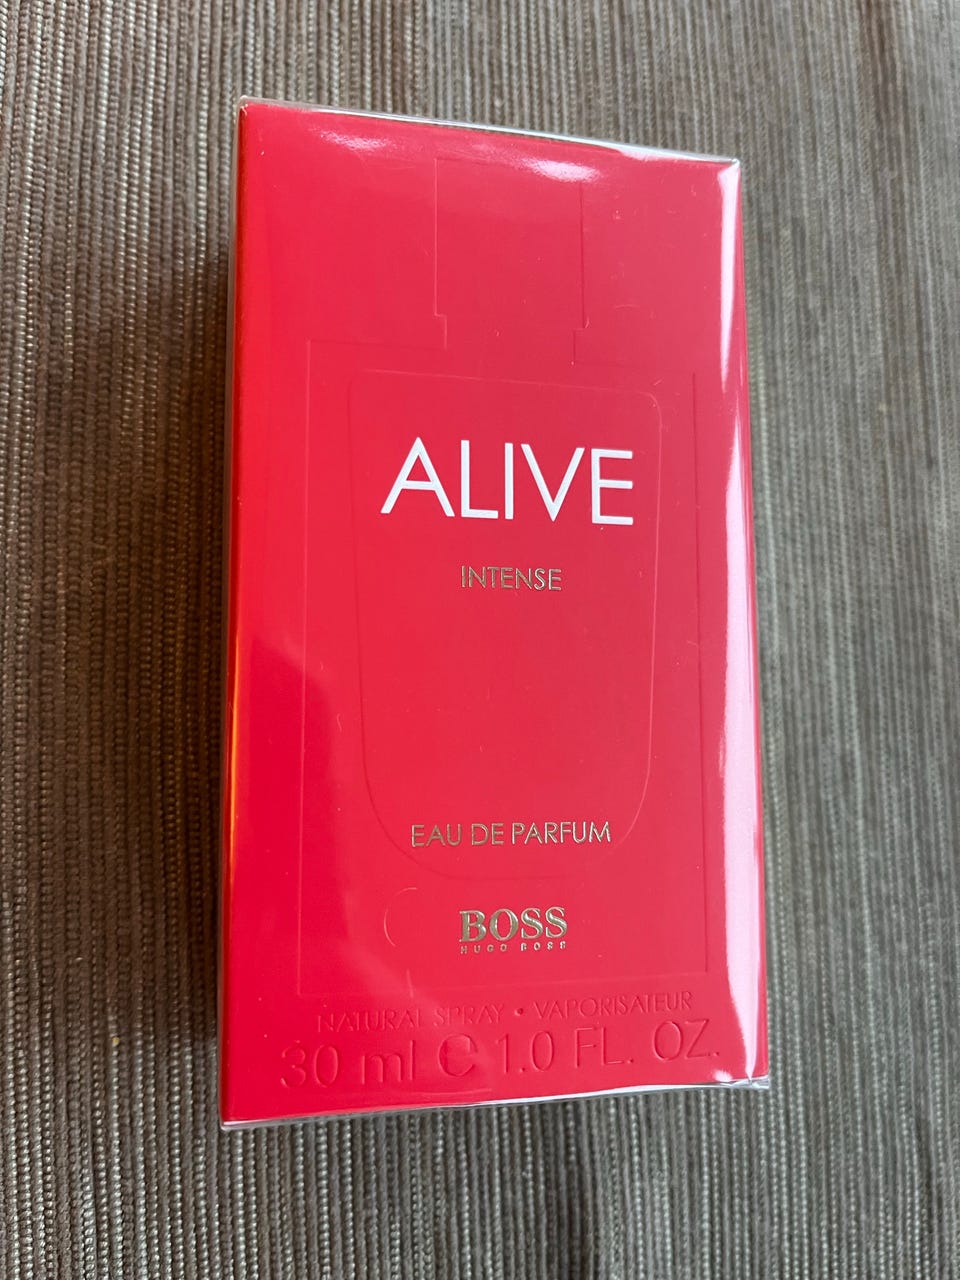 ALIVE
INTENSE
EAU DE PARFUM
BOSS
HUGO BOSS
NATURAL SPRAY • VAPORISATEUR
30 ml ℮ 1.0 FL. OZ.